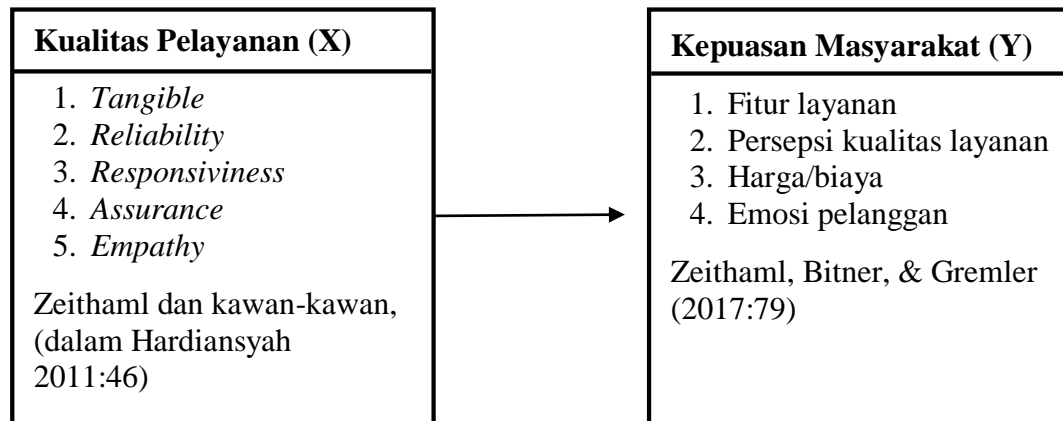 Kualitas Pelayanan (X)
1. Tangible
2. Reliability
3. Responsiviness
4. Assurance
5. Empathy
Zeithaml dan kawan-kawan,
(dalam Hardiansyah
2011:46)
Kepuasan Masyarakat (Y)
1. Fitur layanan
2. Persepsi kualitas layanan
3. Harga/biaya
4. Emosi pelanggan
Zeithaml, Bitner, & Gremler
(2017:79)